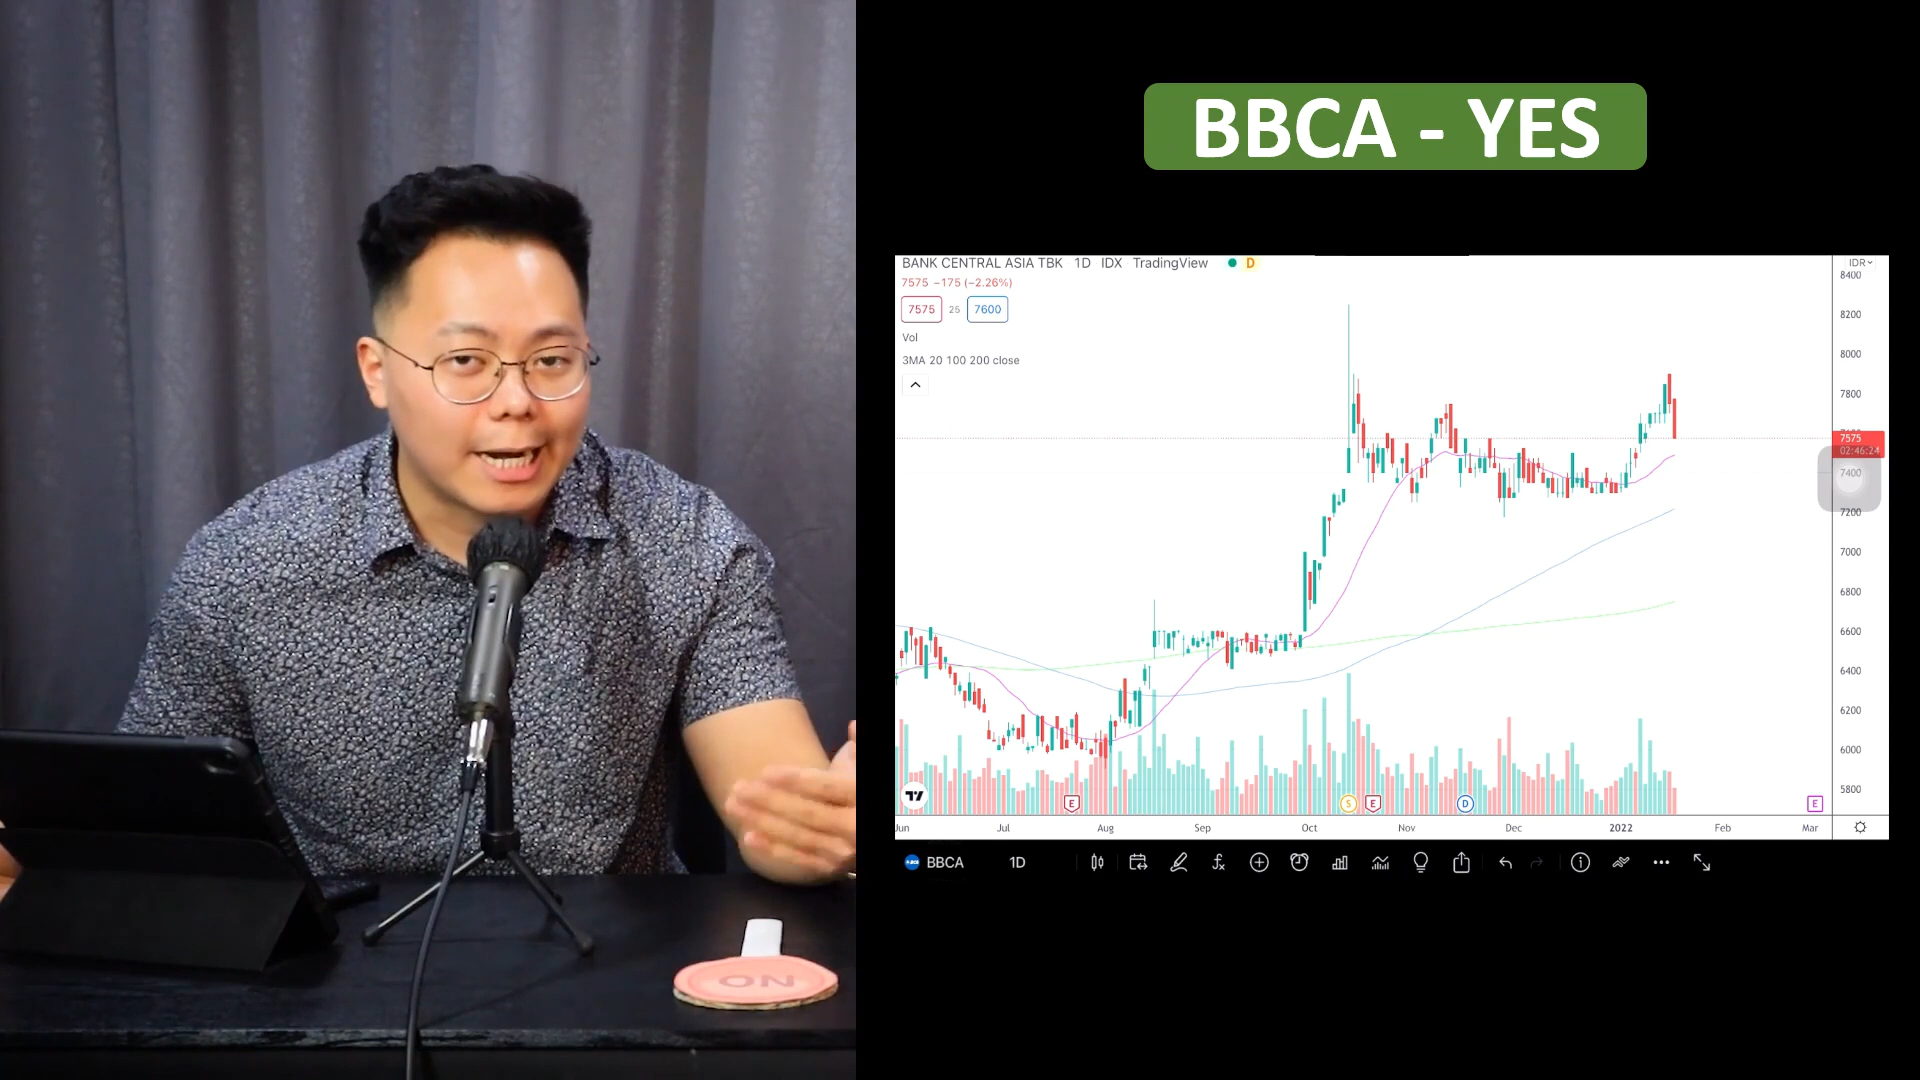 BBCA - YES
BANK CENTRAL ASIA TBK 1D IDX TradingView D
IDR
7575 −175 (−2.26%)
7575 25 7600
Vol
3MA 20 100 200 close
8400
8200
8000
7800
7575
02:46:24
7400
7200
7000
6800
6600
6400
6200
6000
5800
E S E D E
Jun Jul Aug Sep Oct Nov Dec 2022 Feb Mar
BBCA 1D
NO